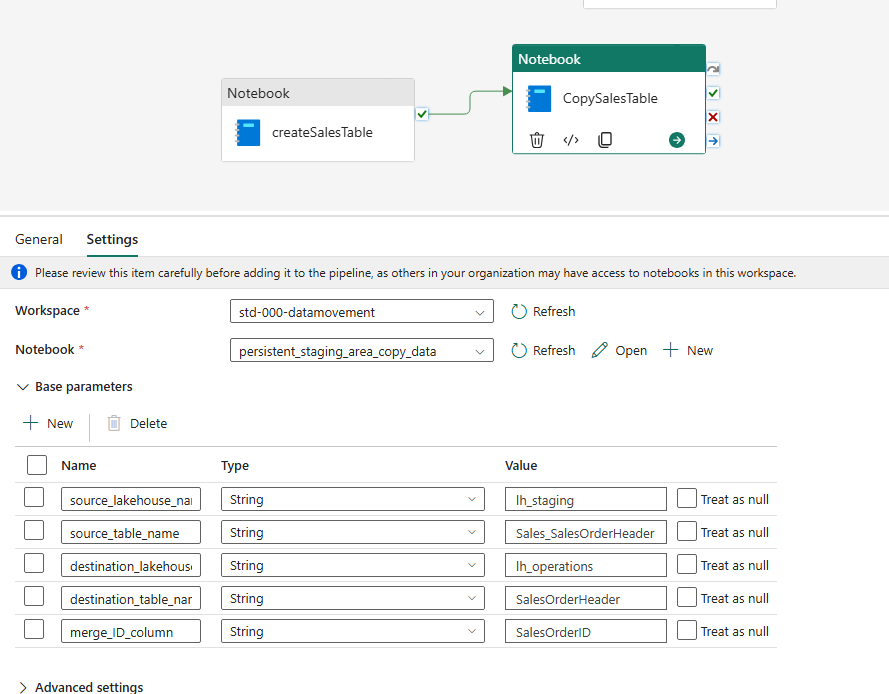 Notebook
CopySalesTable
Notebook
createSalesTable
General
Settings
Please review this item carefully before adding it to the pipeline, as others in your organization may have access to notebooks in this workspace.
Workspace *
std-000-datamovement
Refresh
Notebook *
persistent_staging_area_copy_data
Refresh
Open
New
Base parameters
New
Delete
Name Type Value
source_lakehouse_nai String lh_staging Treat as null
source_table_name String Sales_SalesOrderHeader Treat as null
destination_lakehous String lh_operations Treat as null
destination_table_nar String SalesOrderHeader Treat as null
merge_ID_column String SalesOrderID Treat as null
Advanced settings